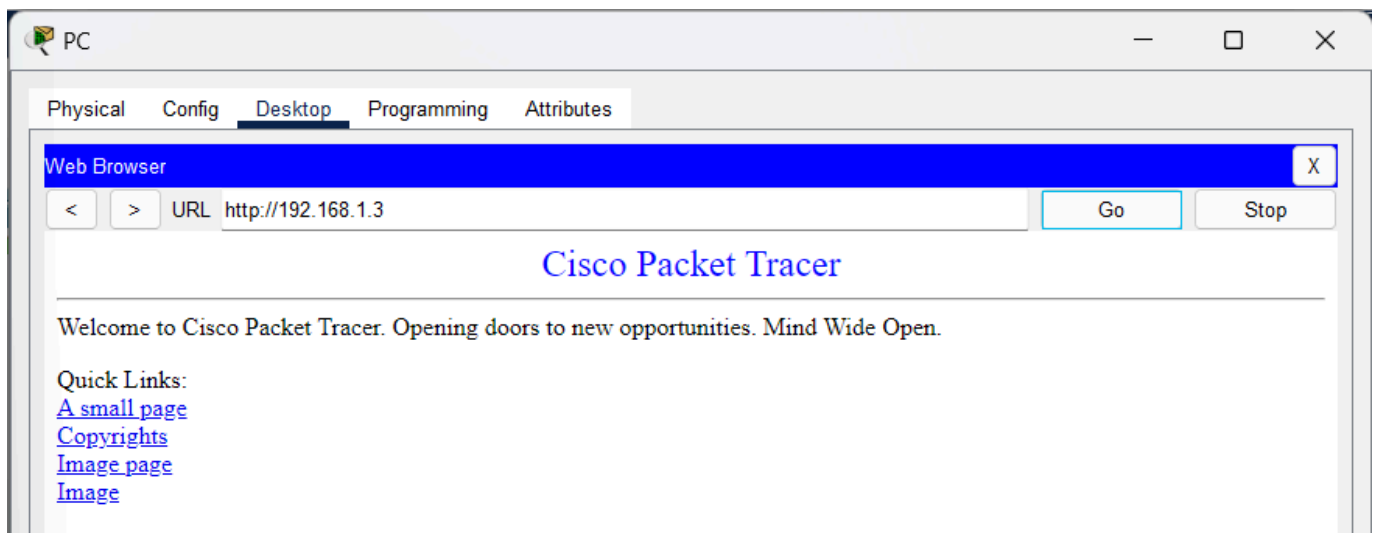 PC
Physical Config Desktop Programming Attributes
Web Browser X
< > URL http://192.168.1.3 Go Stop
Cisco Packet Tracer
Welcome to Cisco Packet Tracer. Opening doors to new opportunities. Mind Wide Open.
Quick Links:
A small page
Copyrights
Image page
Image